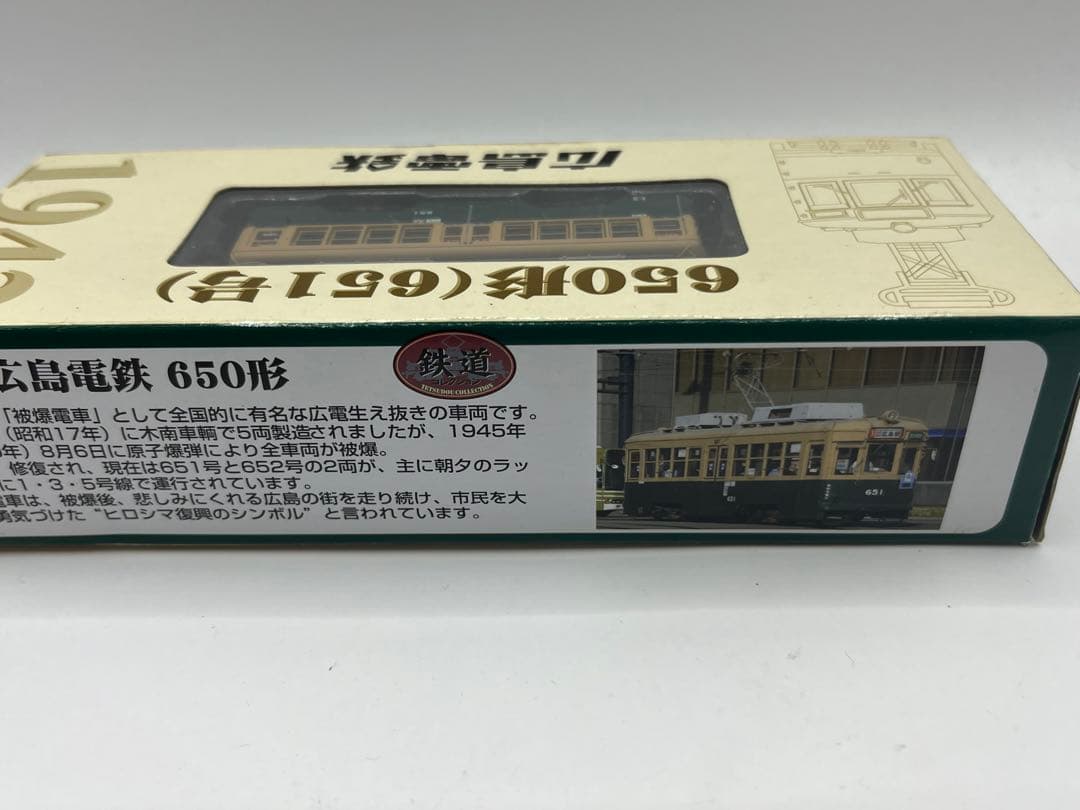 広島電鉄
650形(651号)
194
広島電鉄 650形
鉄道
コレクション
TETSUDOU COLLECTION
「被爆電車」として全国的に有名な広電生え抜きの車両です。
(昭和17年)に木南車輌で5両製造されましたが、1945年
年)8月6日に原子爆弾により全車両が被爆。
修復され、現在は651号と652号の2両が、主に朝夕のラッ
に1・3・5号線で運行されています。
電車は、被爆後、悲しみにくれる広島の街を走り続け、市民を大
勇気づけた“ヒロシマ復興のシンボル”と言われています。
651